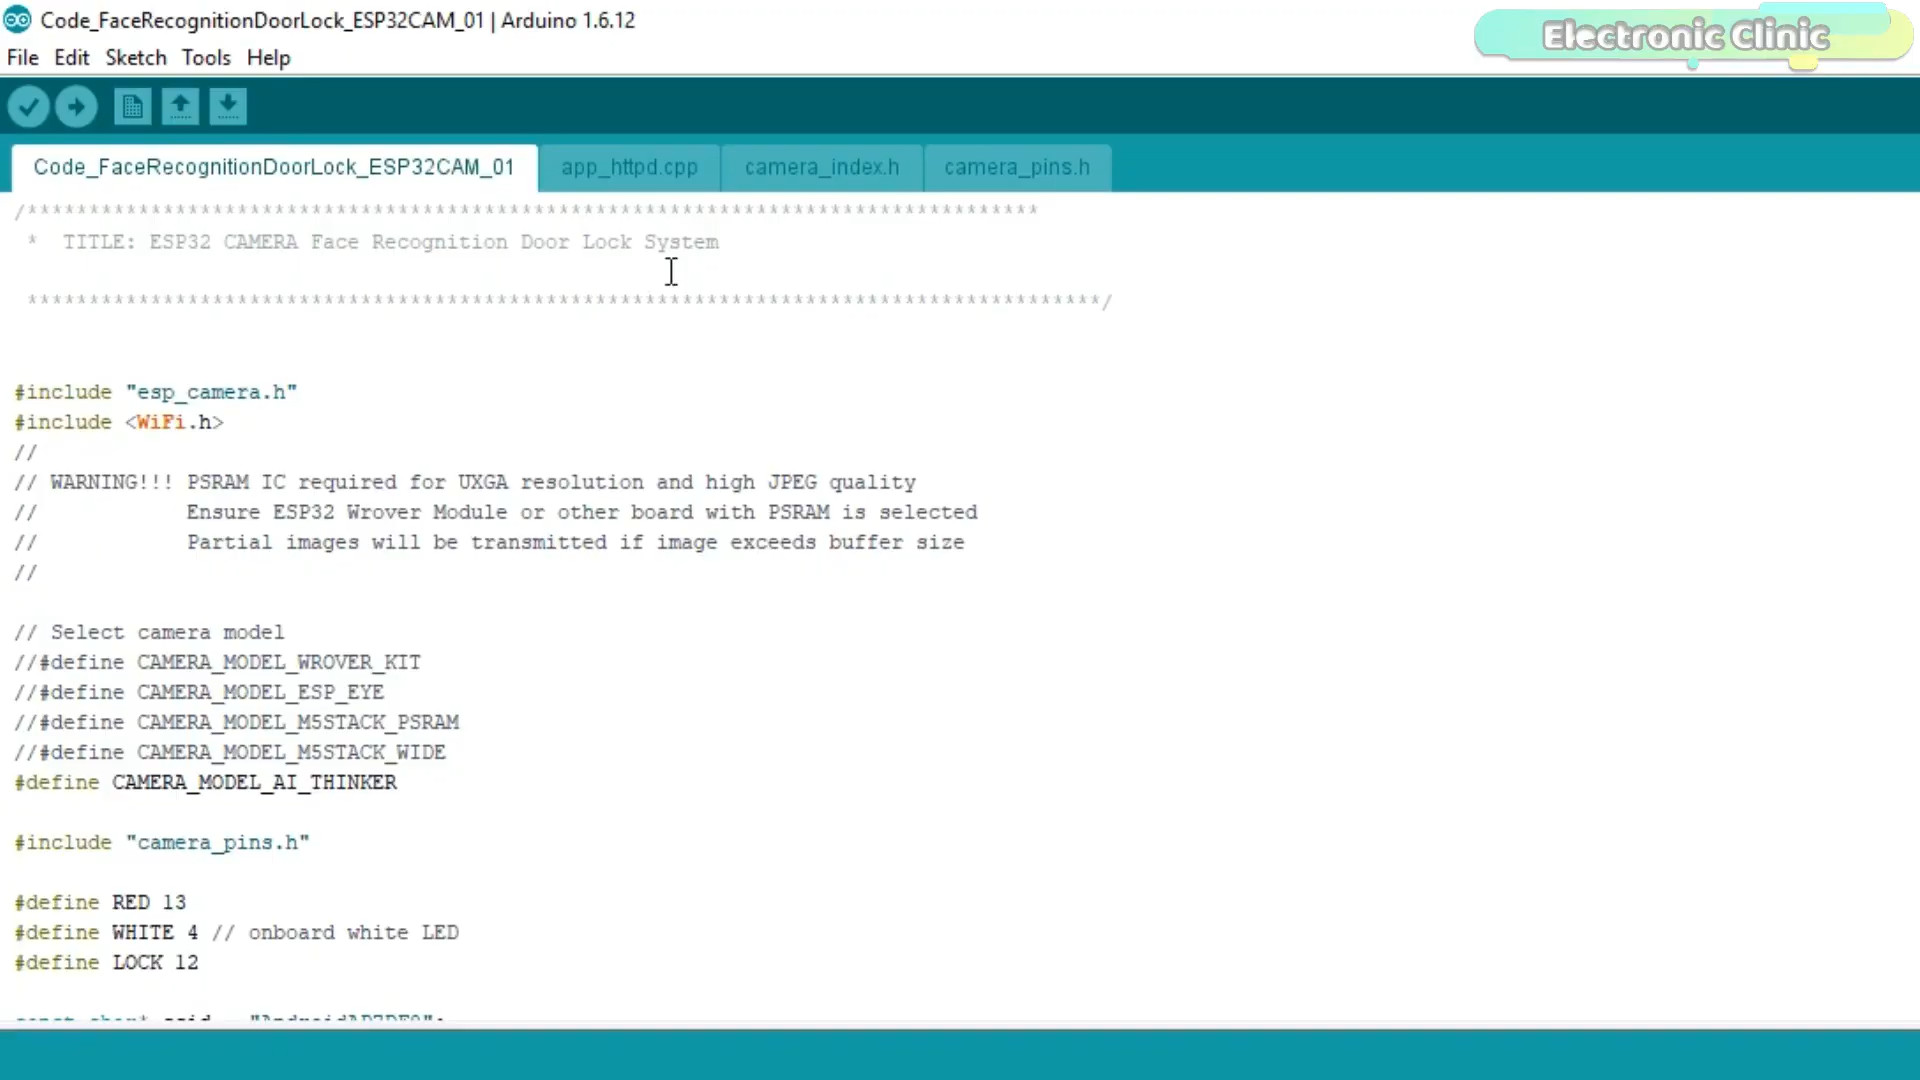 Code_FaceRecognitionDoorLock_ESP32CAM_01 | Arduino 1.6.12
Electronic Clinic
File Edit Sketch Tools Help
Code_FaceRecognitionDoorLock_ESP32CAM_01 app_httpd.cpp camera_index.h camera_pins.h
/**********************************************************************************
* TITLE: ESP32 CAMERA Face Recognition Door Lock System
***************************************************************************************/
#include "esp_camera.h"
#include <WiFi.h>
//
// WARNING!!! PSRAM IC required for UXGA resolution and high JPEG quality
// Ensure ESP32 Wrover Module or other board with PSRAM is selected
// Partial images will be transmitted if image exceeds buffer size
//
// Select camera model
//#define CAMERA_MODEL_WROVER_KIT
//#define CAMERA_MODEL_ESP_EYE
//#define CAMERA_MODEL_M5STACK_PSRAM
//#define CAMERA_MODEL_M5STACK_WIDE
#define CAMERA_MODEL_AI_THINKER
#include "camera_pins.h"
#define RED 13
#define WHITE 4 // onboard white LED
#define LOCK 12